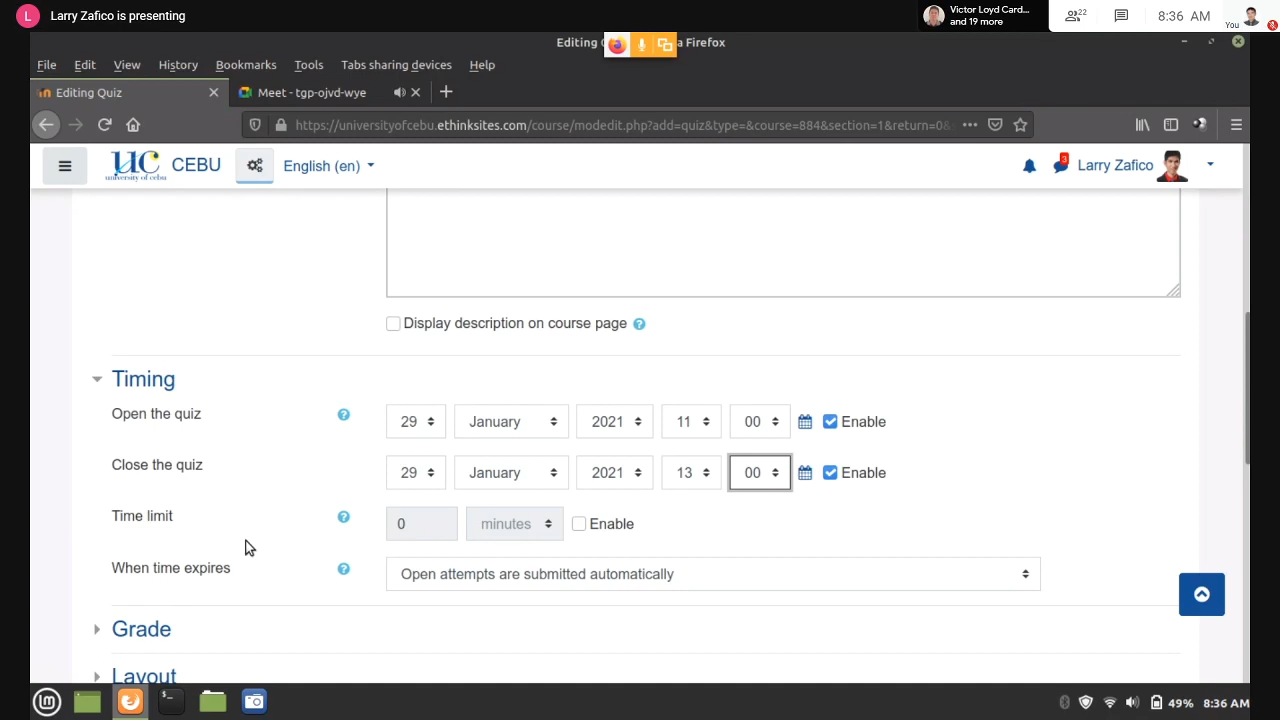 L Larry Zafico is presenting
Victor Loyd Card...
and 19 more
22
8:36 AM
You
Editing
a Firefox
File Edit View History Bookmarks Tools Tabs sharing devices Help
Editing Quiz
Meet - tgp-ojvd-wye
https://universityofcebu.ethinksites.com/course/modedit.php?add=quiz&type=&course=884&section=1&return=0&
UC
university of cebu
CEBU
English (en)
3
Larry Zafico
Display description on course page
Timing
Open the quiz 29 January 2021 11 00 Enable
Close the quiz 29 January 2021 13 00 Enable
Time limit 0 minutes Enable
When time expires Open attempts are submitted automatically
Grade
Layout
49% 8:36 AM